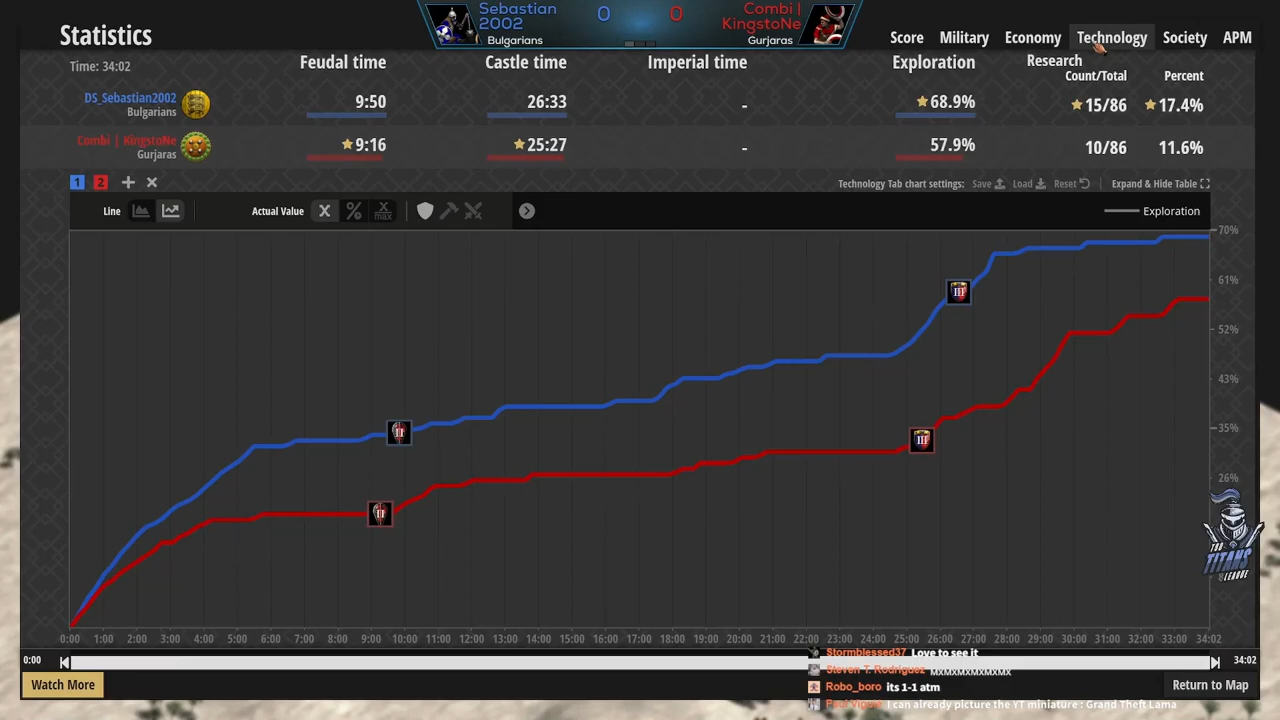 Sebastian
2002
Bulgarians
0
0
Combi |
KingstoNe
Gurjaras
Statistics
Score
Military
Economy
Technology
Society
APM
Time: 34:02
Feudal time
Castle time
Imperial time
Exploration
Research
Count/Total
Percent
DS_Sebastian2002
Bulgarians
9:50
26:33
-
68.9%
15/86
17.4%
Combi | KingstoNe
Gurjaras
9:16
25:27
-
57.9%
10/86
11.6%
1
2
Technology Tab chart settings:
Save
Load
Reset
Expand & Hide Table
Line
Actual Value
X
%
X
max
Exploration
70%
61%
52%
43%
35%
26%
II
II
III
III
TITANS
LEAGUE
0:00 1:00 2:00 3:00 4:00 5:00 6:00 7:00 8:00 9:00 10:00 11:00 12:00 13:00 14:00 15:00 16:00 17:00 18:00 19:00 20:00 21:00 22:00 23:00 24:00 25:00 26:00 27:00 28:00 29:00 30:00 31:00 32:00 33:00 34:02
0:00
34:02
Stormblessed37 Love to see it
Steven T. Rodriguez MXMXMXMXMXMX
Robo_boro its 1-1 atm
I can already picture the YT miniature : Grand Theft Lama
Watch More
Return to Map